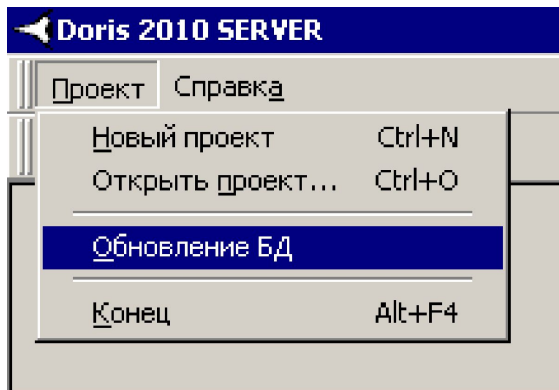 Doris 2010 SERVER
Проект Справка
Новый проект Ctrl+N
Открыть проект... Ctrl+O
Обновление БД
Конец Alt+F4